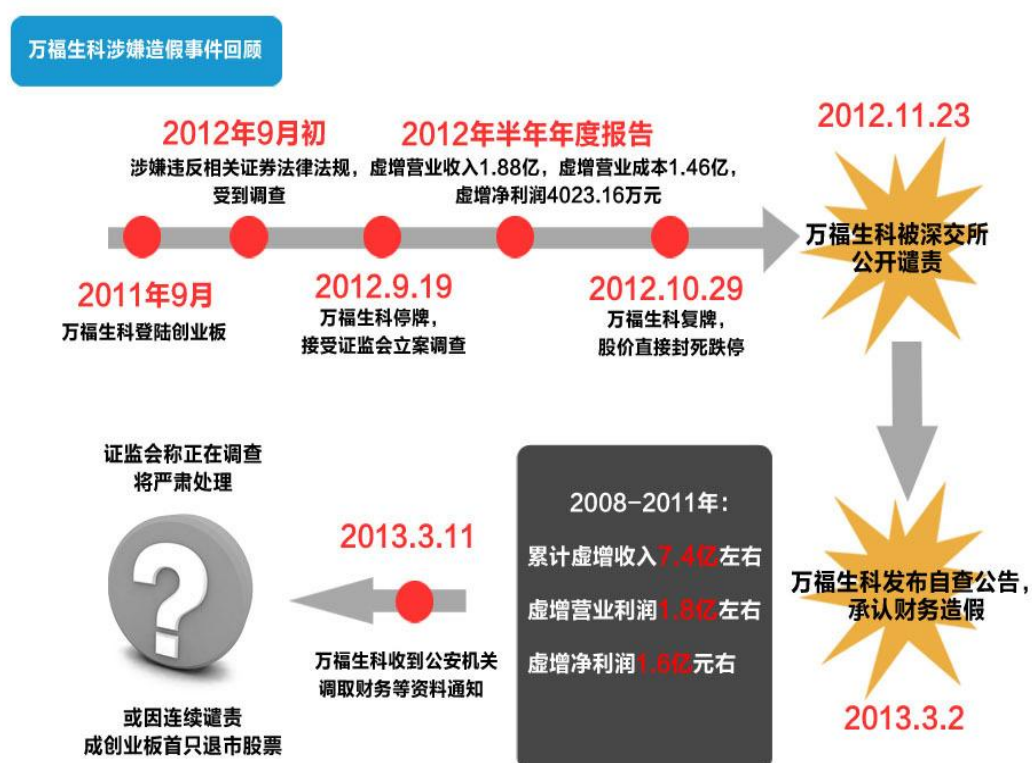 万福生科涉嫌造假事件回顾
2012年9月初
涉嫌违反相关证券法律法规，
受到调查
2012年半年年度报告
虚增营业收入1.88亿，虚增营业成本1.46亿，
虚增净利润4023.16万元
2011年9月
万福生科登陆创业板
2012.9.19
万福生科停牌，
接受证监会立案调查
2012.10.29
万福生科复牌，
股价直接封死跌停
2012.11.23
万福生科被深交所
公开谴责
万福生科发布自查公告，
承认财务造假
2013.3.2
2008-2011年：
累计虚增收入7.4亿左右
虚增营业利润1.8亿左右
虚增净利润1.6亿元右
2013.3.11
万福生科收到公安机关
调取财务等资料通知
证监会称正在调查
将严肃处理
?
或因连续谴责
成创业板首只退市股票